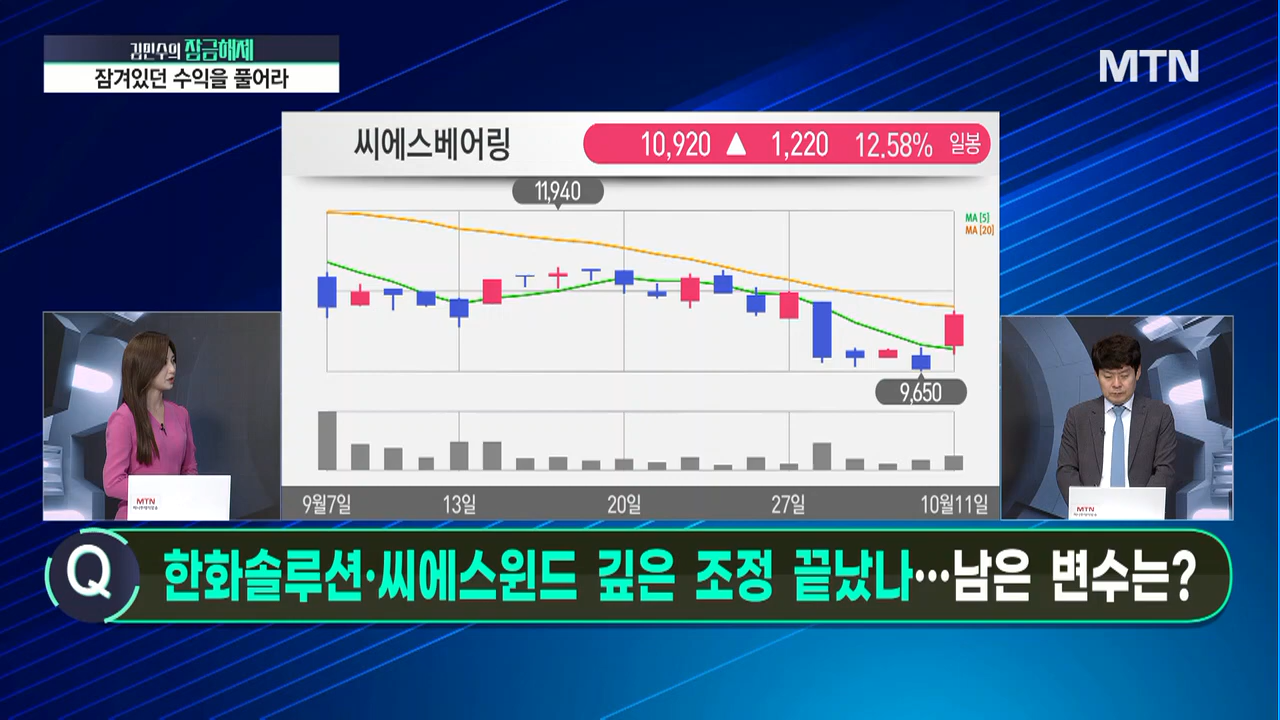 김민수의 잠금해제
잠겨있던 수익을 풀어라
MTN
씨에스베어링
10,920 ▲ 1,220 12.58% 일봉
11,940
MA [5]
MA [20]
9,650
9월7일 13일 20일 27일 10월11일
MTN
MTN
Q 한화솔루션·씨에스윈드 깊은 조정 끝났나…남은 변수는?